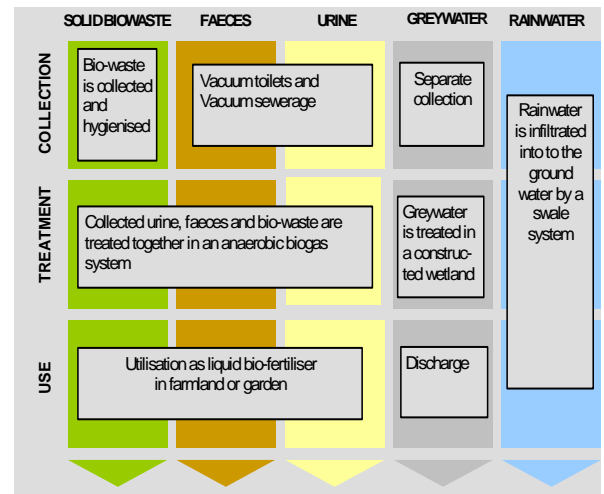 SOLID BIOWASTE FAECES URINE GREYWATER RAINWATER
COLLECTION
Bio-waste
is collected
and
hygienised
Vacuum toilets and
Vacuum sewerage
Separate
collection
Rainwater
is infiltrated
into to the
ground
water by a
swale
system
TREATMENT
Collected urine, faeces and bio-waste are
treated together in an anaerobic biogas
system
Greywater
is treated in
a constru-
cted wetland
USE
Utilisation as liquid bio-fertiliser
in farmland or garden
Discharge